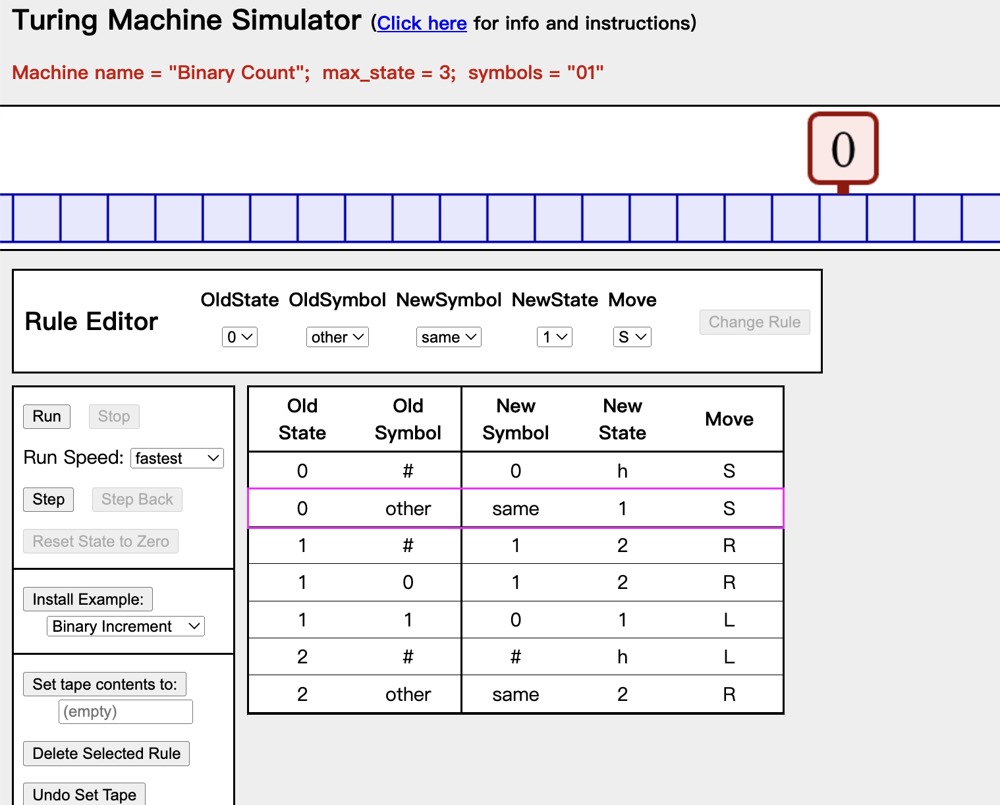 Turing Machine Simulator (Click here for info and instructions)
Machine name = "Binary Count"; max_state = 3; symbols = "01"
0
Rule Editor
OldState OldSymbol NewSymbol NewState Move
0 other same 1 S
Change Rule
Run Stop
Run Speed: fastest
Step Step Back
Reset State to Zero
Install Example:
Binary Increment
Set tape contents to:
(empty)
Delete Selected Rule
Undo Set Tape
Old State Old Symbol New Symbol New State Move
0 # 0 h S
0 other same 1 S
1 # 1 2 R
1 0 1 2 R
1 1 0 1 L
2 # # h L
2 other same 2 R